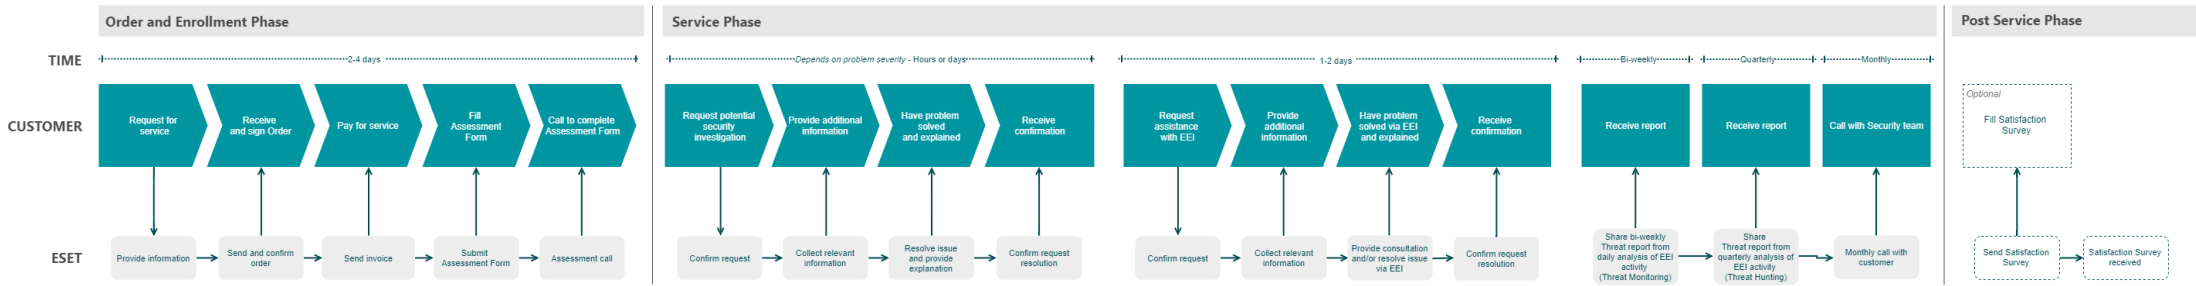 Order and Enrollment Phase
Service Phase
Post Service Phase
TIME
2-4 days
Depends on problem severity - Hours or days
1-2 days
Bi-weekly
Quarterly
Monthly
CUSTOMER
Request for
service
Receive
and sign Order
Pay for service
Fill
Assessment
Form
Call to complete
Assessment Form
Request potential
security
investigation
Provide additional
information
Have problem
solved
and explained
Receive
confirmation
Request
assistance
with EEI
Provide
additional
information
Have problem
solved via EEI
and explained
Receive
confirmation
Receive report
Receive report
Call with Security team
Optional
Fill Satisfaction
Survey
ESET
Provide information
Send and confirm
order
Send invoice
Submit
Assessment Form
Assessment call
Confirm request
Collect relevant
information
Resolve issue
and provide
explanation
Confirm request
resolution
Confirm request
Collect relevant
information
Provide consultation
and/or resolve issue
via EEI
Confirm request
resolution
Share bi-weekly
Threat report from
daily analysis of EEI
activity
(Threat Monitoring)
Share
Threat report from
quarterly analysis of
EEI activity
(Threat Hunting)
Monthly call with
customer
Send Satisfaction
Survey
Satisfaction Survey
received